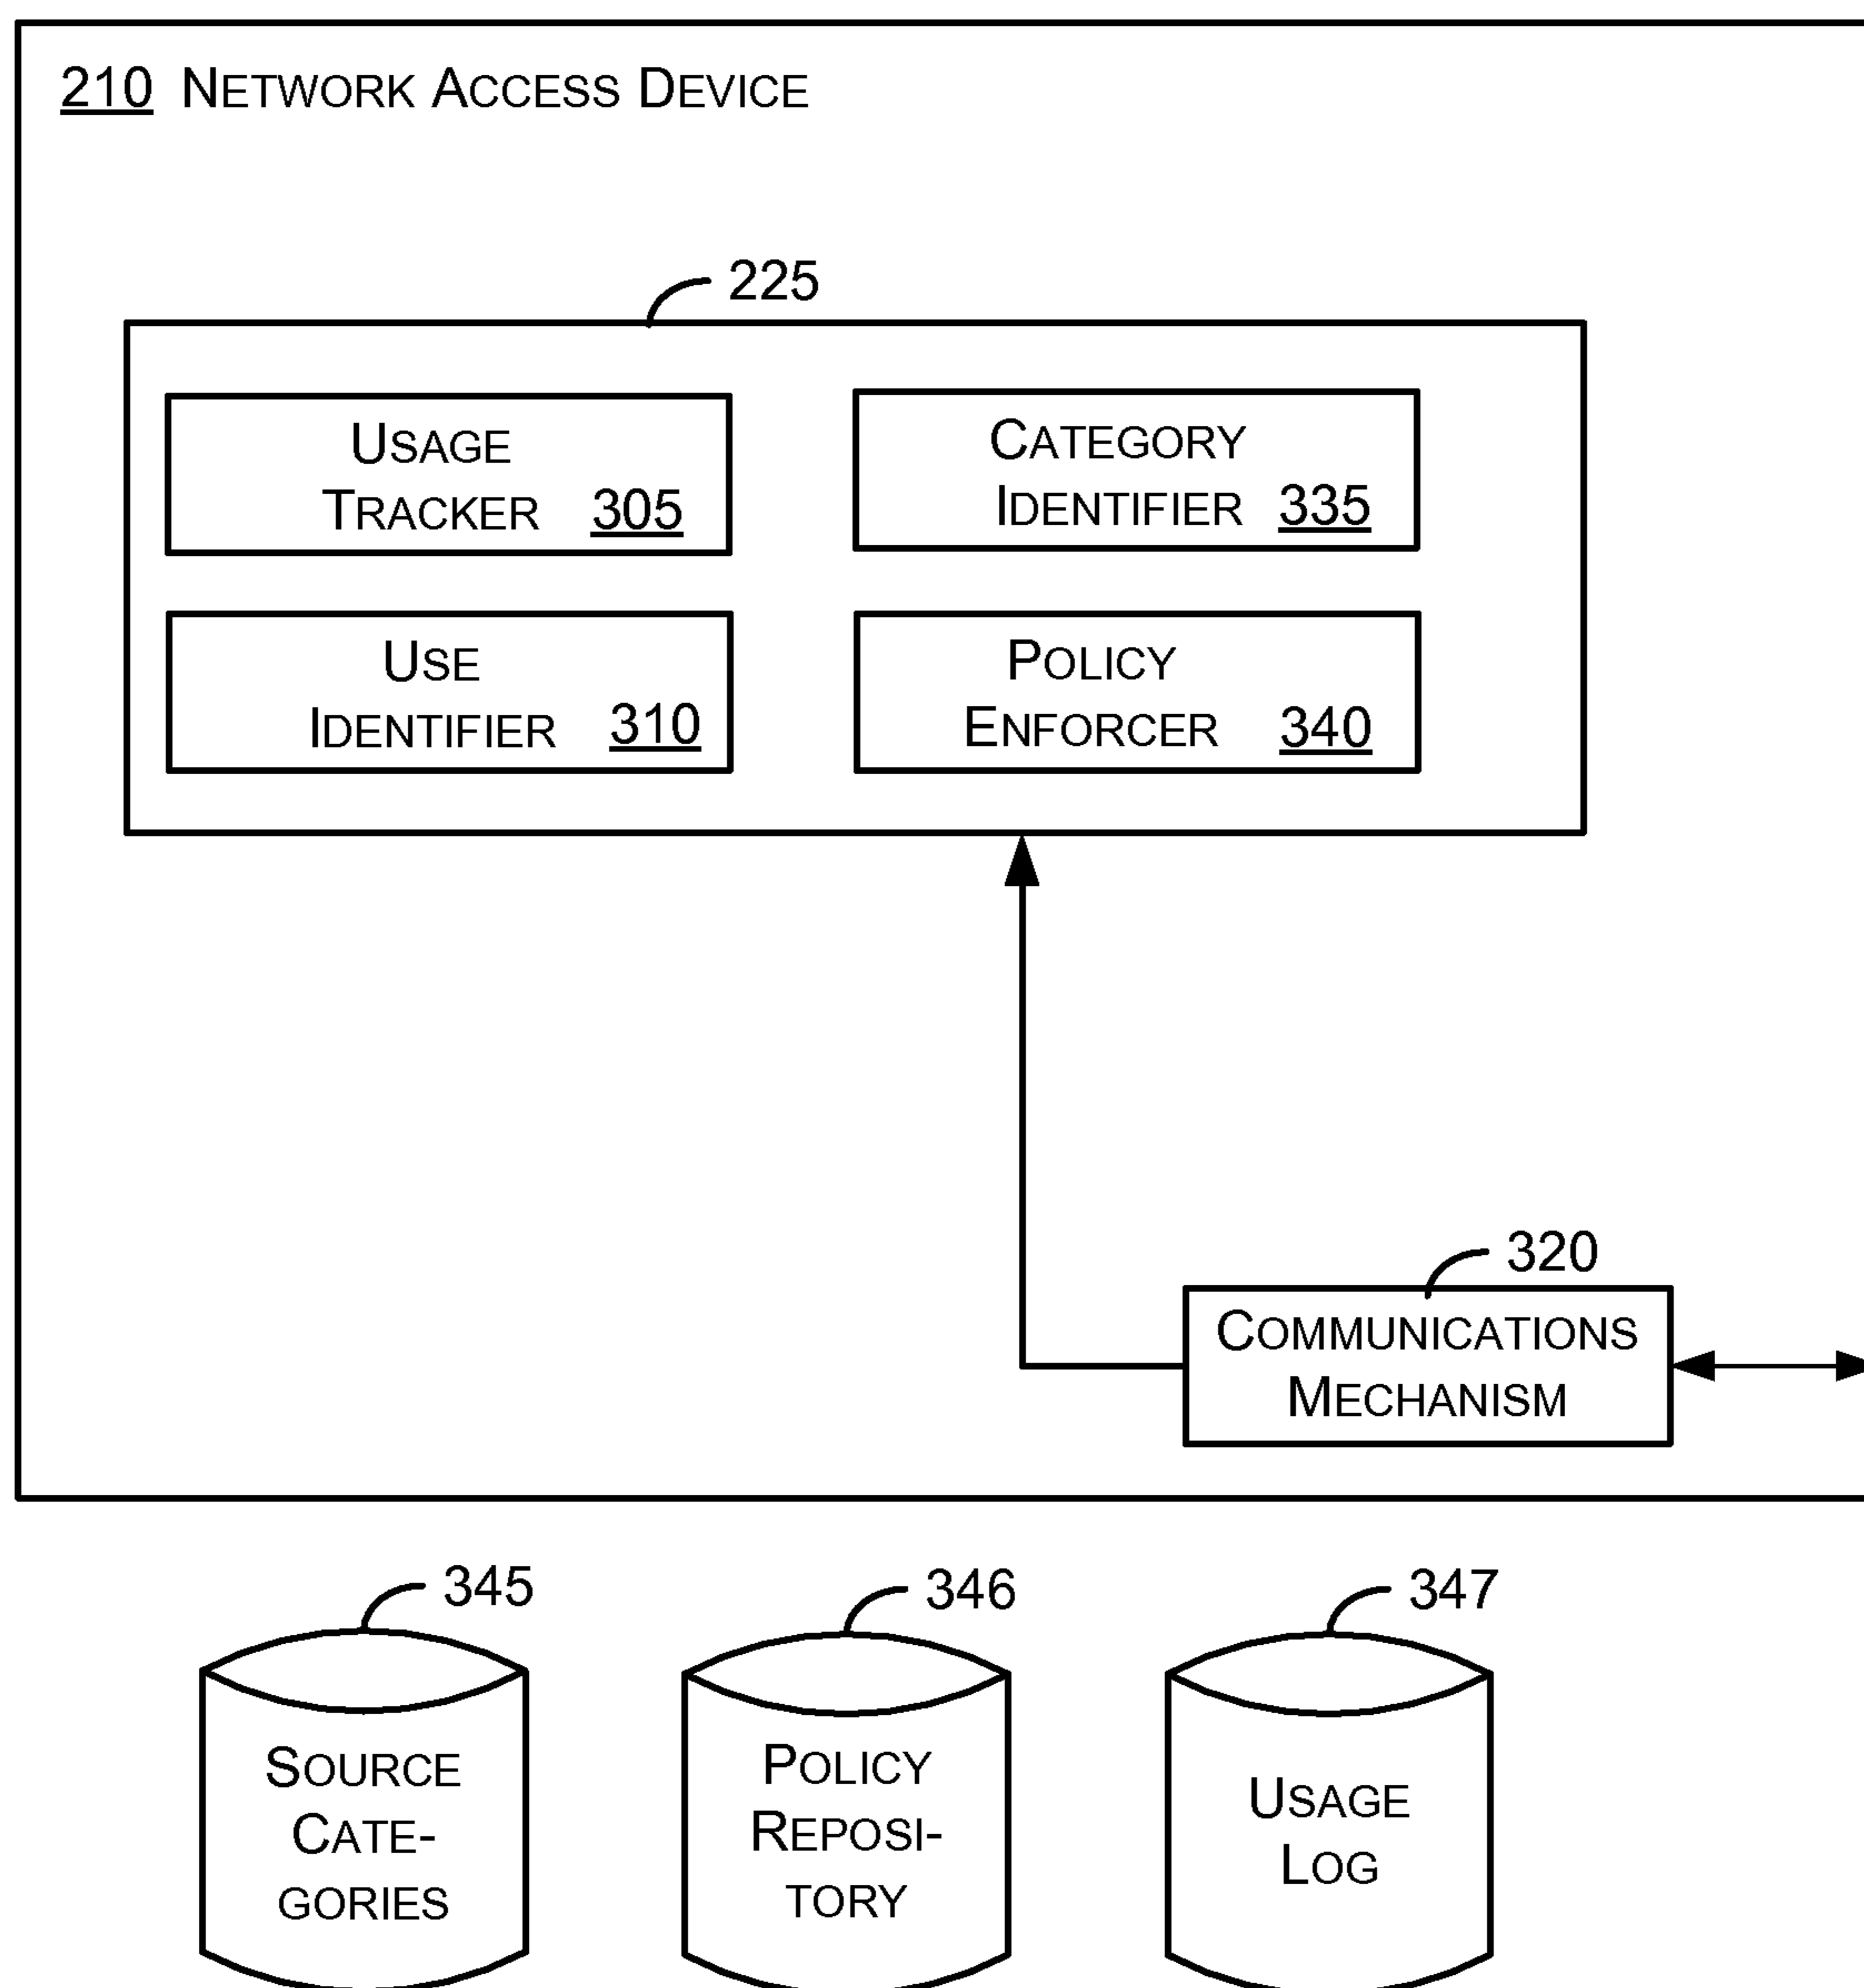 210 NETWORK ACCESS DEVICE
225
USAGE
TRACKER 305
CATEGORY
IDENTIFIER 335
USE
IDENTIFIER 310
POLICY
ENFORCER 340
320
COMMUNICATIONS
MECHANISM
345
SOURCE
CATE-
GORIES
346
POLICY
REPOSI-
TORY
347
USAGE
LOG